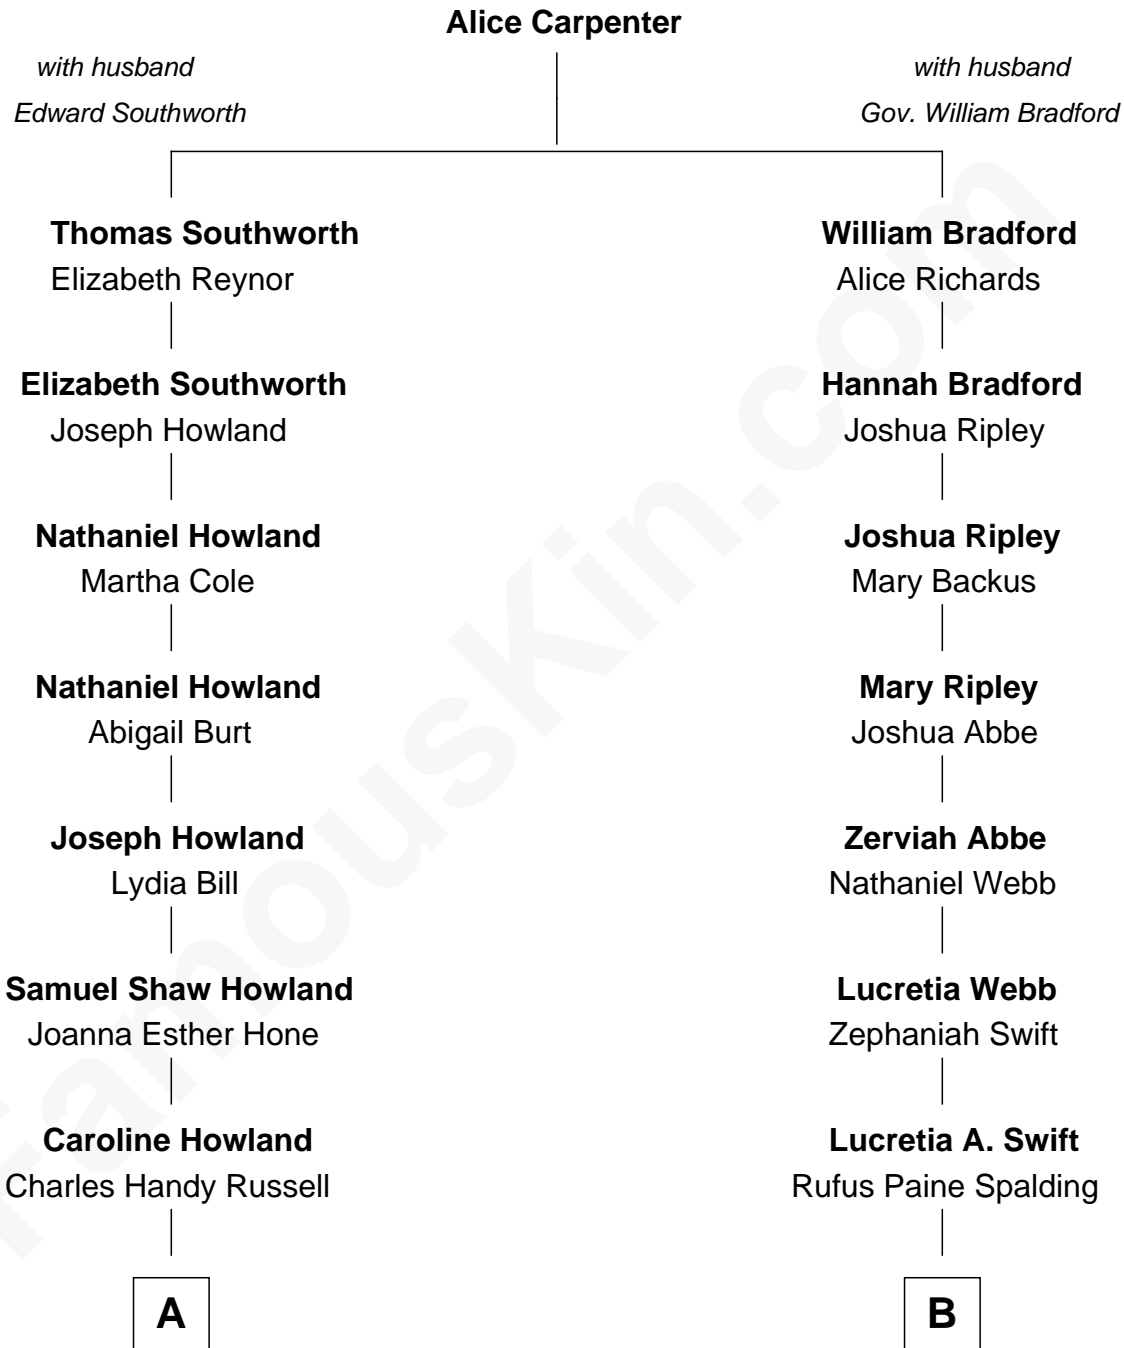 Alice Carpenter
with husband
Edward Southworth
with husband
Gov. William Bradford
Thomas Southworth
Elizabeth Reynor
William Bradford
Alice Richards
Elizabeth Southworth
Joseph Howland
Hannah Bradford
Joshua Ripley
Nathaniel Howland
Martha Cole
Joshua Ripley
Mary Backus
Nathaniel Howland
Abigail Burt
Mary Ripley
Joshua Abbe
Joseph Howland
Lydia Bill
Zerviah Abbe
Nathaniel Webb
Samuel Shaw Howland
Joanna Esther Hone
Lucretia Webb
Zephaniah Swift
Caroline Howland
Charles Handy Russell
Lucretia A. Swift
Rufus Paine Spalding
A
B
FamousKin.com